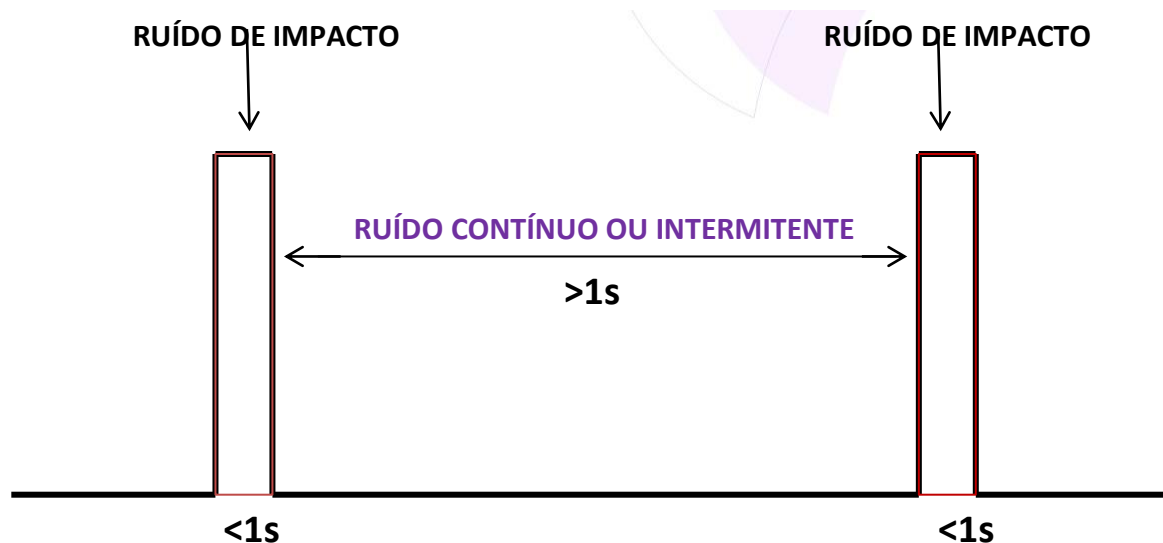 RUÍDO DE IMPACTO
RUÍDO DE IMPACTO
RUÍDO CONTÍNUO OU INTERMITENTE
>1s
<1s
<1s